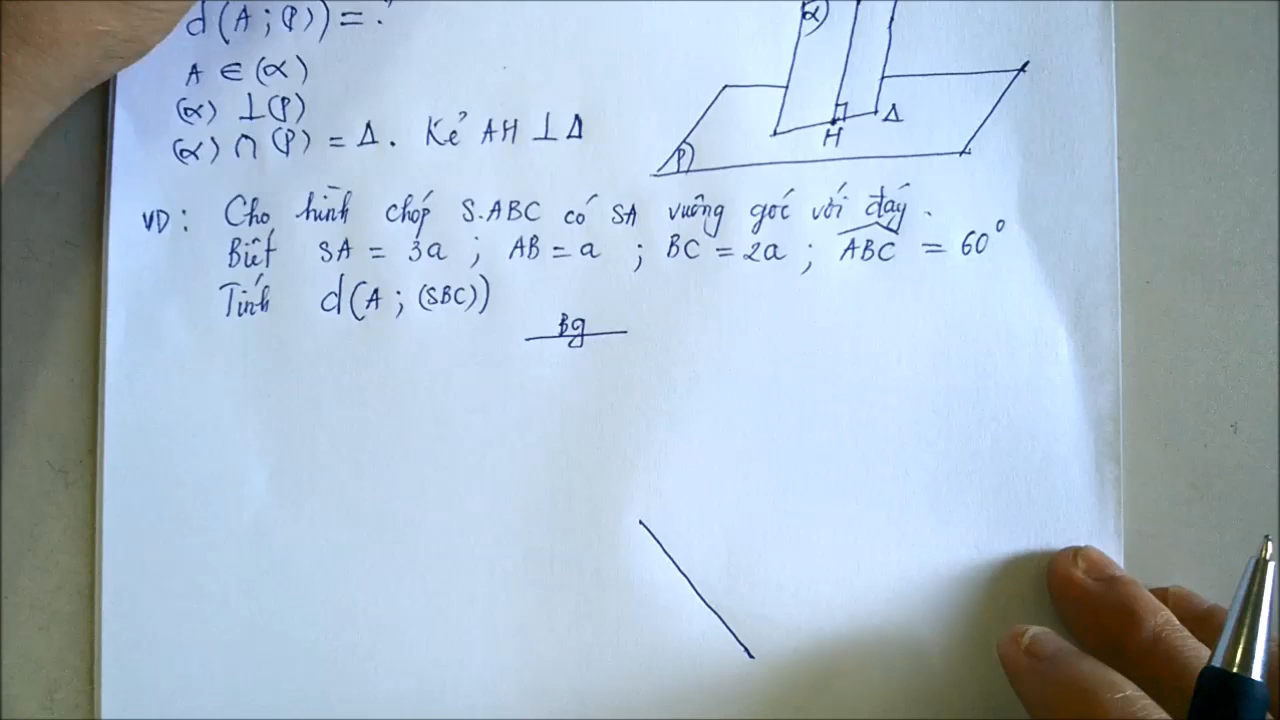 d(A ; (P)) = ?
A ∈ (α)
(α) ⊥ (P)
(α) ∩ (P) = Δ . Kẻ AH ⊥ Δ
α
Δ
H
P
VD : Cho hình chóp S.ABC có SA vuông góc với đáy .
Biết SA = 3a ; AB = a ; BC = 2a ; ABC = 60°
Tính d(A ; (SBC))
Bg